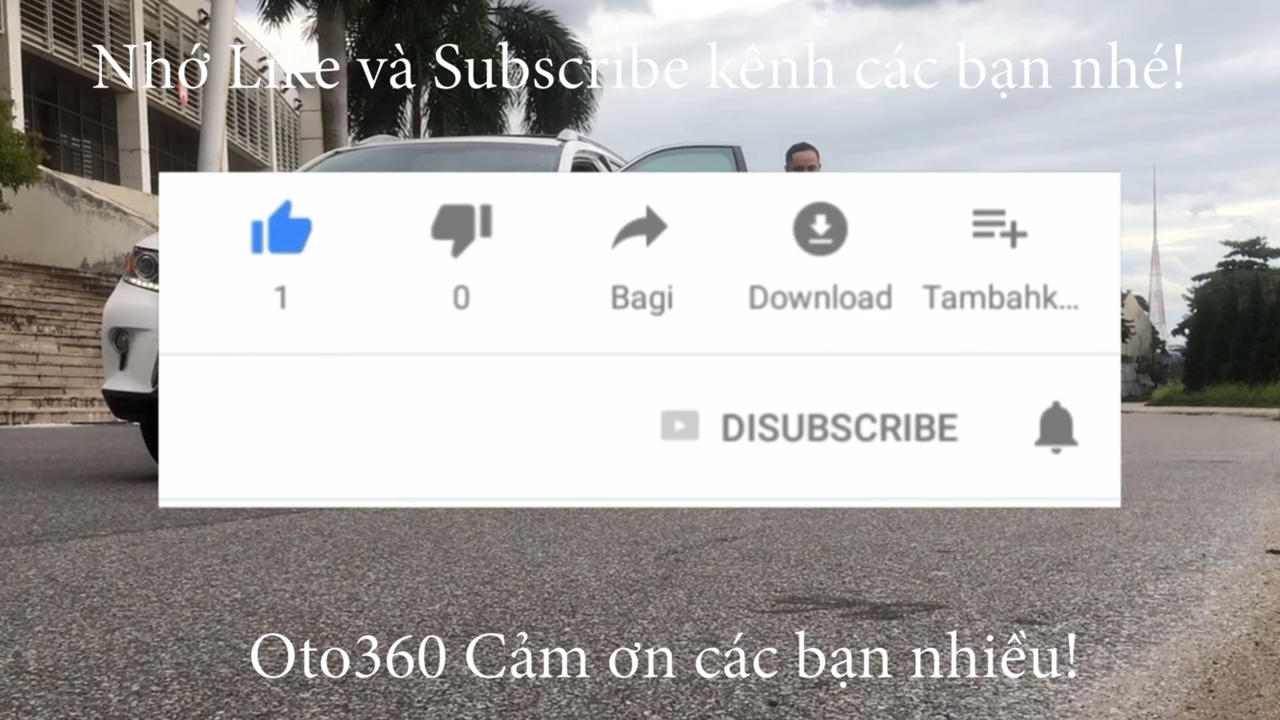 Nhớ Like và Subscribe kênh các bạn nhé!
1 0 Bagi Download Tambahk...
DISUBSCRIBE
Oto360 Cảm ơn các bạn nhiều!